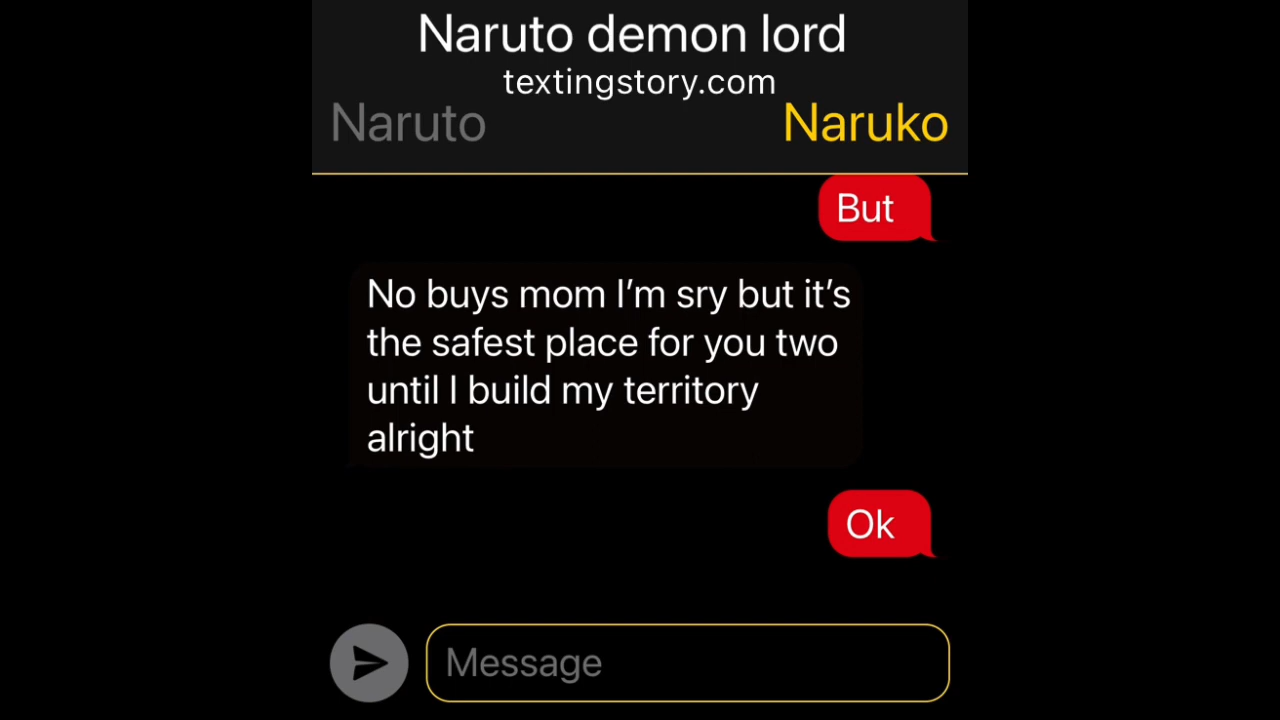 Naruto demon lord
textingstory.com
Naruto
Naruko
But
No buys mom I’m sry but it’s
the safest place for you two
until I build my territory
alright
Ok
Message